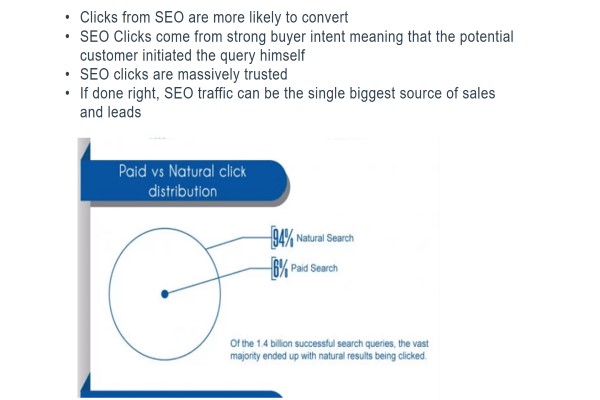 • Clicks from SEO are more likely to convert
• SEO Clicks come from strong buyer intent meaning that the potential
customer initiated the query himself
• SEO clicks are massively trusted
• If done right, SEO traffic can be the single biggest source of sales
and leads
Paid vs Natural click
distribution
94% Natural Search
6% Paid Search
Of the 1.4 billion successful search queries, the vast
majority ended up with natural results being clicked.